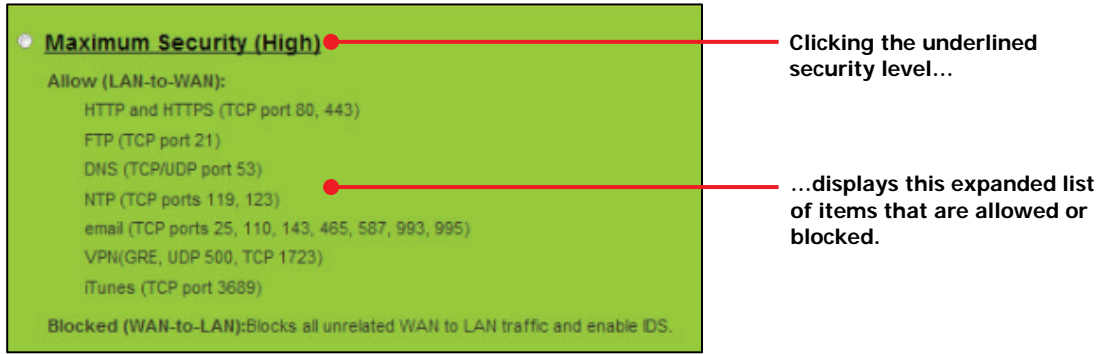 Maximum Security (High)
Clicking the underlined
security level…
Allow (LAN-to-WAN):
HTTP and HTTPS (TCP port 80, 443)
FTP (TCP port 21)
DNS (TCP/UDP port 53)
NTP (TCP ports 119, 123)
email (TCP ports 25, 110, 143, 465, 587, 993, 995)
VPN(GRE, UDP 500, TCP 1723)
iTunes (TCP port 3689)
…displays this expanded list
of items that are allowed or
blocked.
Blocked (WAN-to-LAN):Blocks all unrelated WAN to LAN traffic and enable IDS.